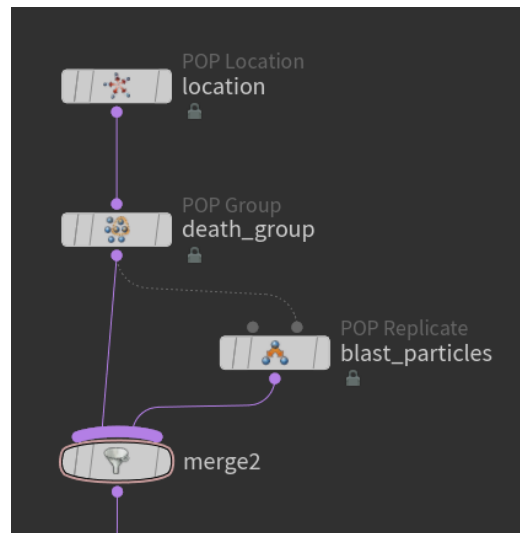 POP Location
location
POP Group
death_group
POP Replicate
blast_particles
merge2